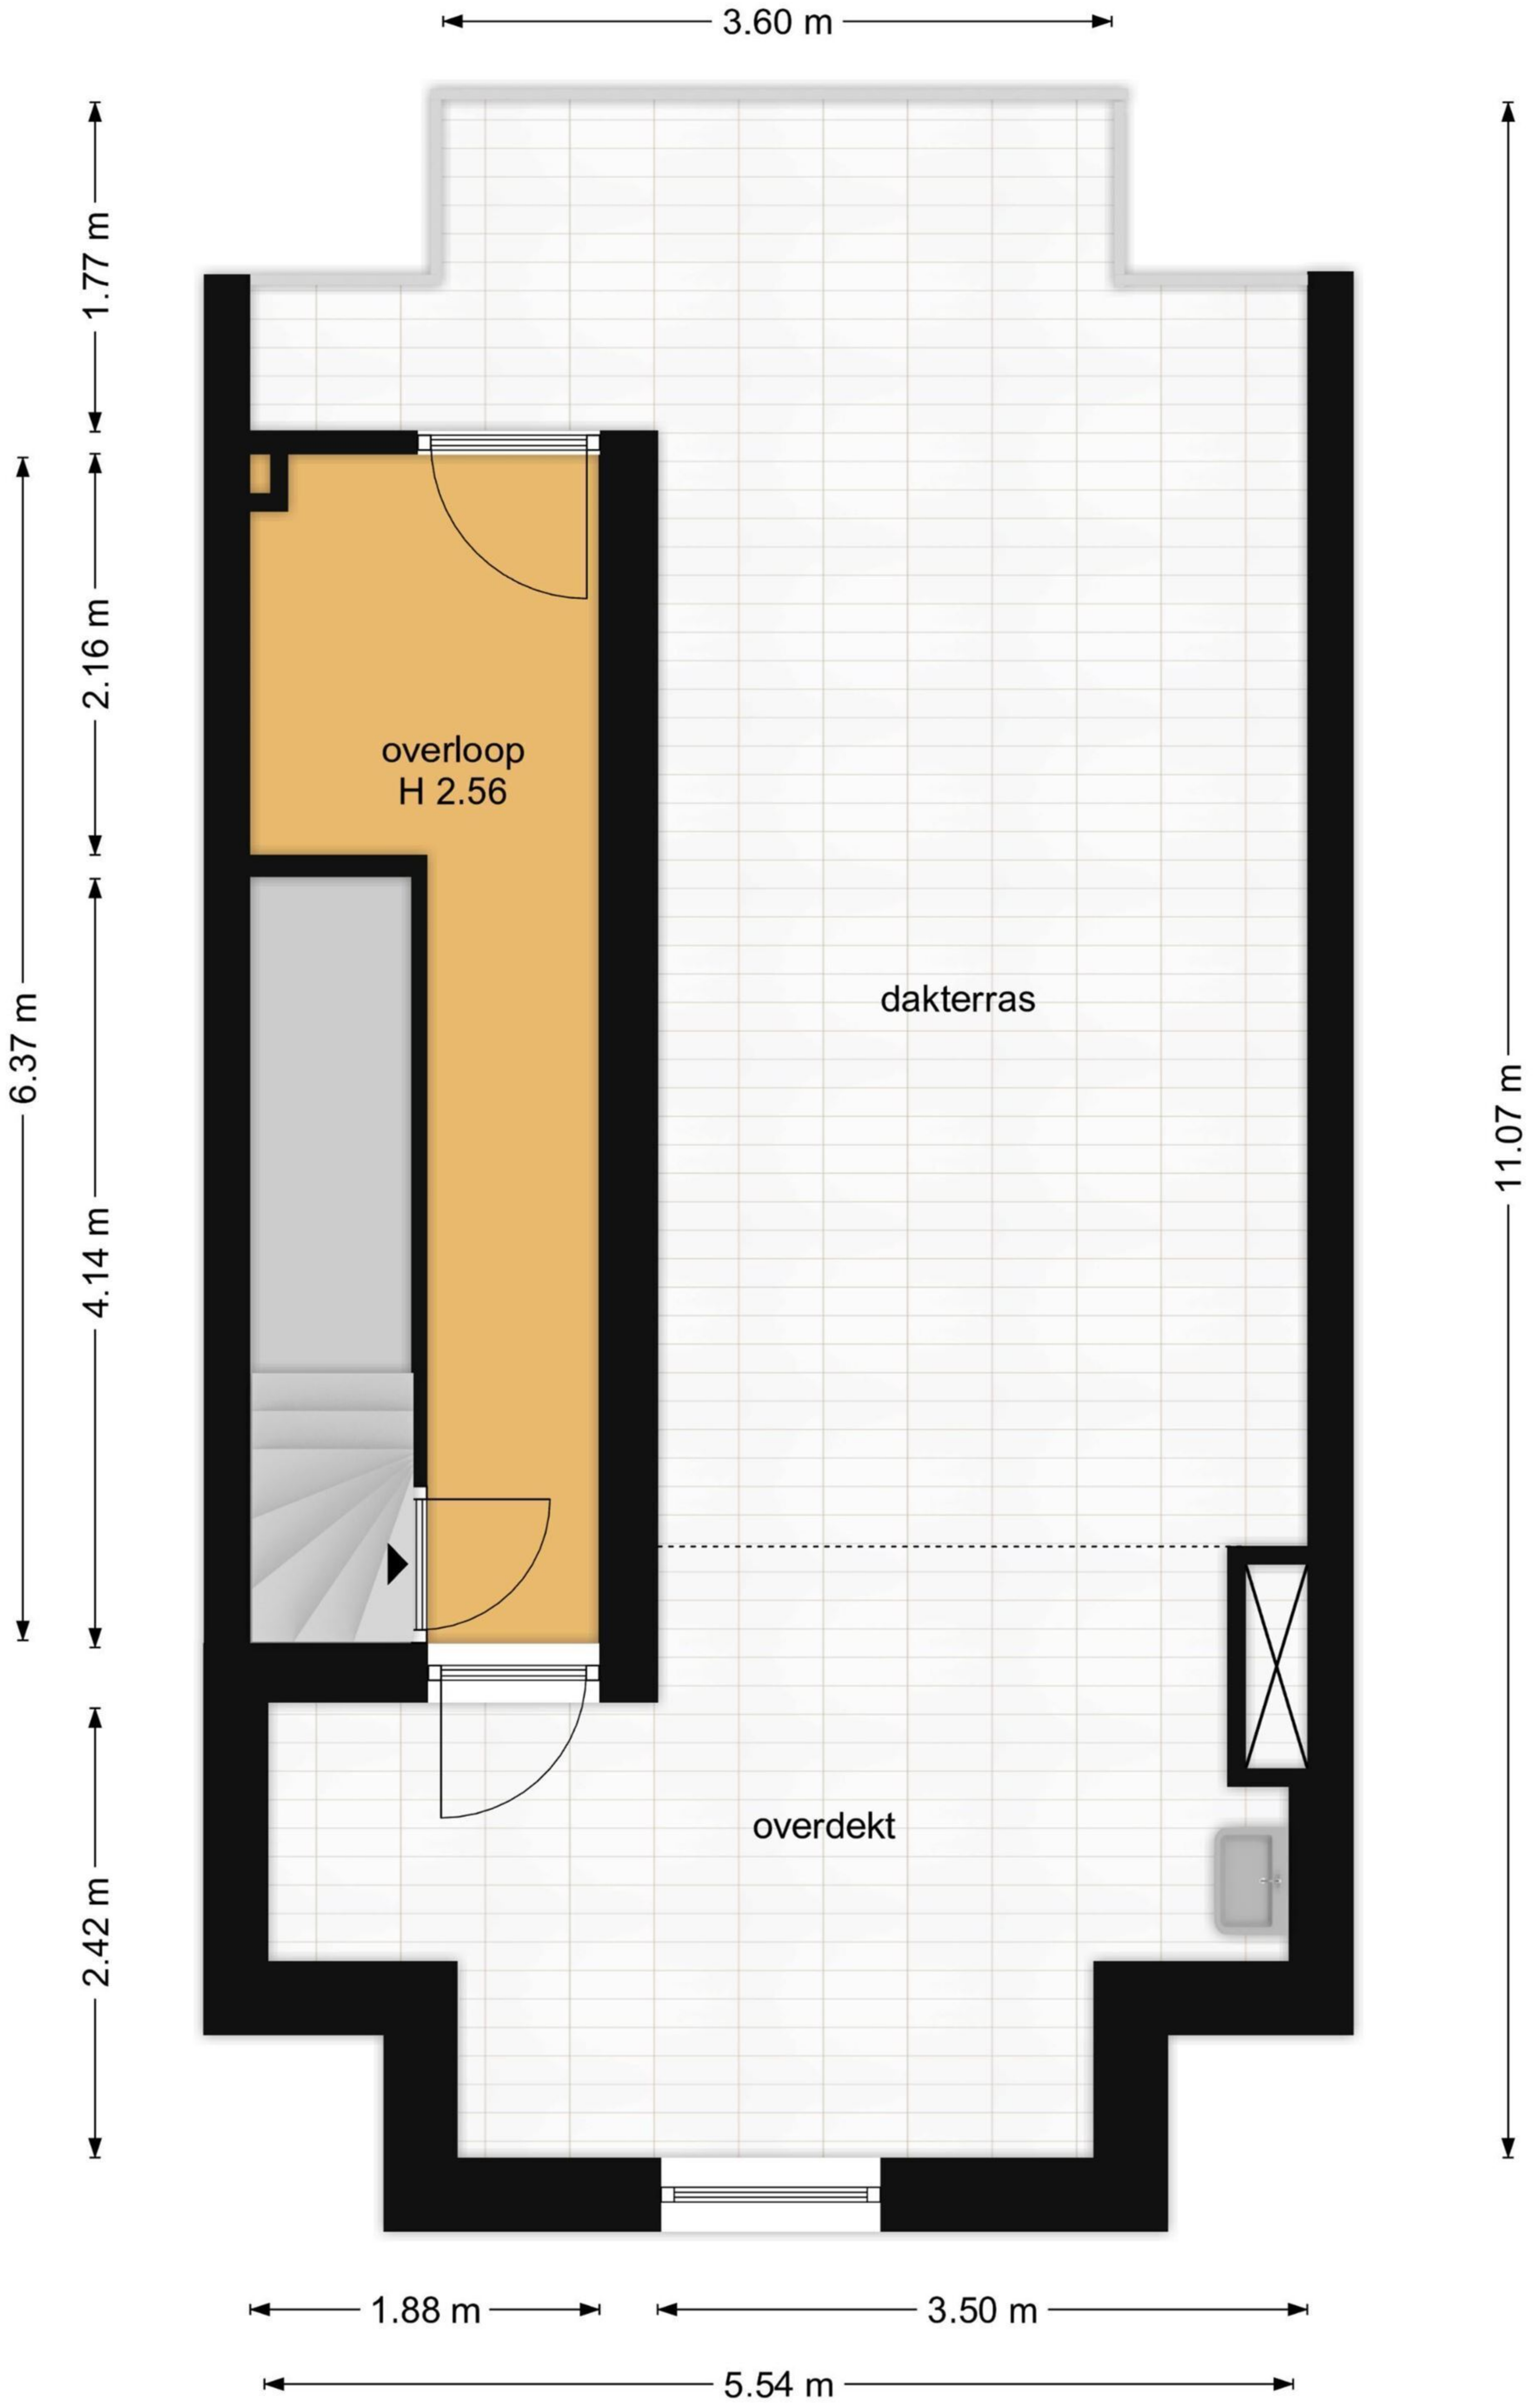 3.60 m
1.77 m
2.16 m
overloop
H 2.56
dakterras
6.37 m
11.07 m
4.14 m
overdekt
2.42 m
1.88 m
3.50 m
5.54 m